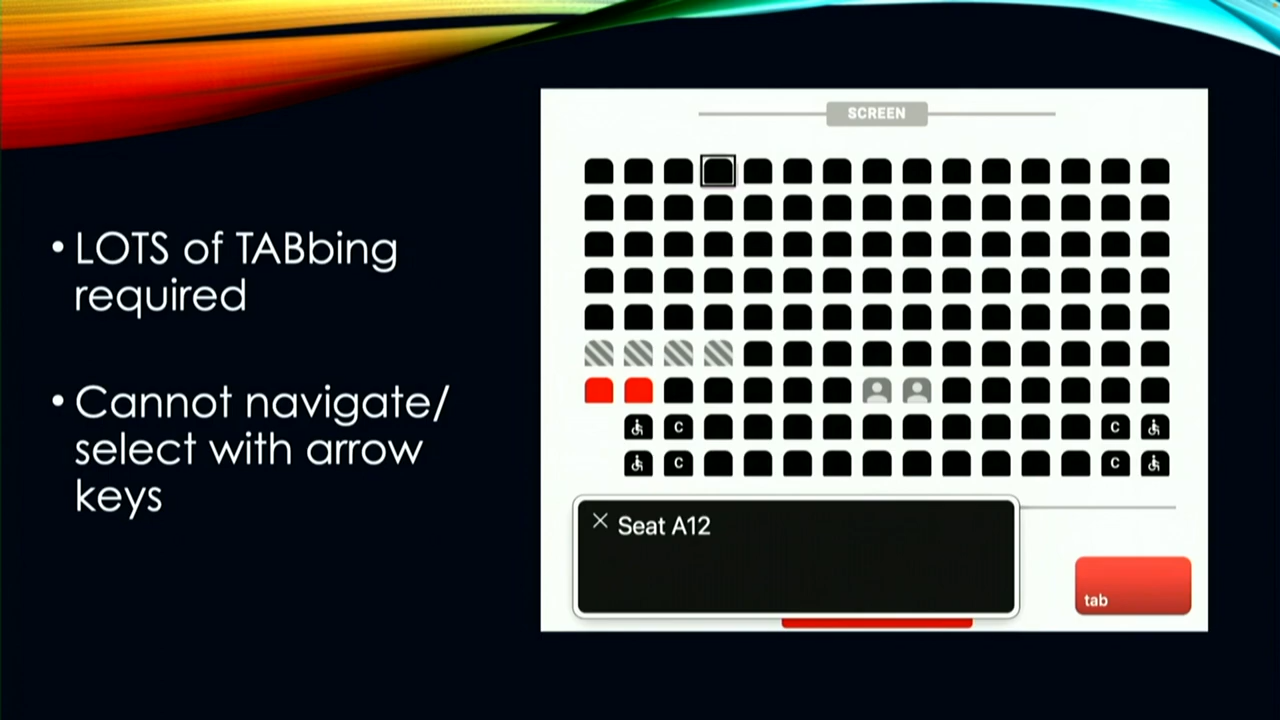 • LOTS of TABbing
required
• Cannot navigate/
select with arrow
keys
SCREEN
C C
C C
Seat A12
tab